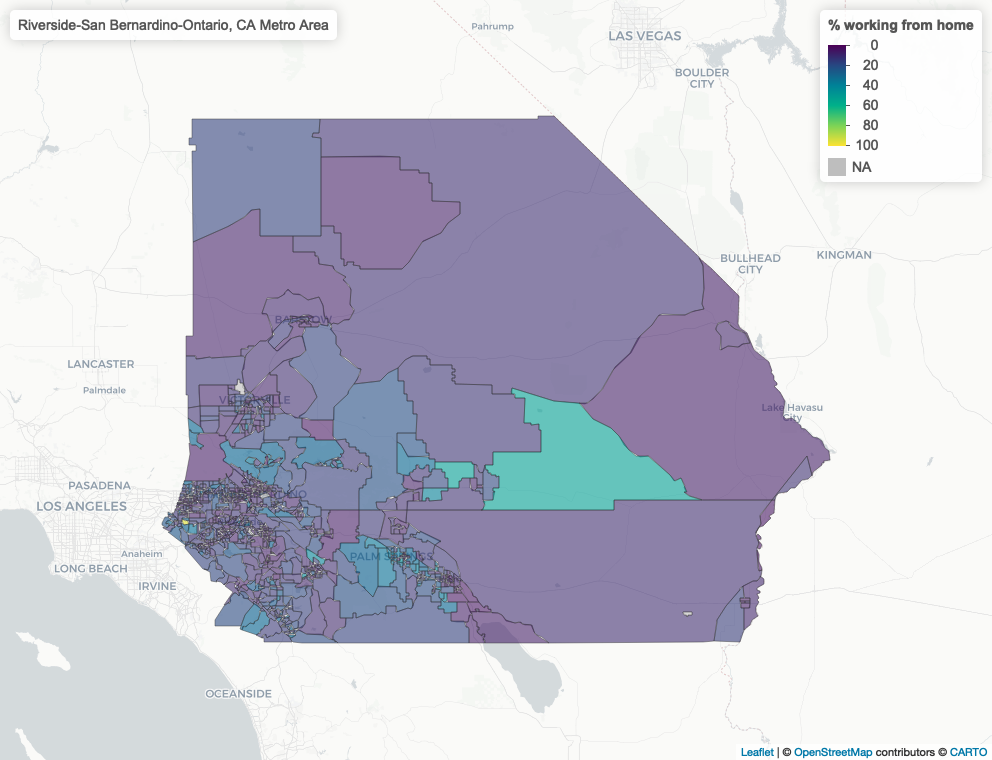 Riverside-San Bernardino-Ontario, CA Metro Area
% working from home
0
20
40
60
80
100
NA
Pahrump
LAS VEGAS
BOULDER
CITY
BULLHEAD
CITY
KINGMAN
BARSTOW
LANCASTER
Palmdale
VICTORVILLE
Lake Havasu
City
PASADENA
LOS ANGELES
Anaheim
PALM SPRINGS
LONG BEACH
IRVINE
OCEANSIDE
Leaflet | © OpenStreetMap contributors © CARTO